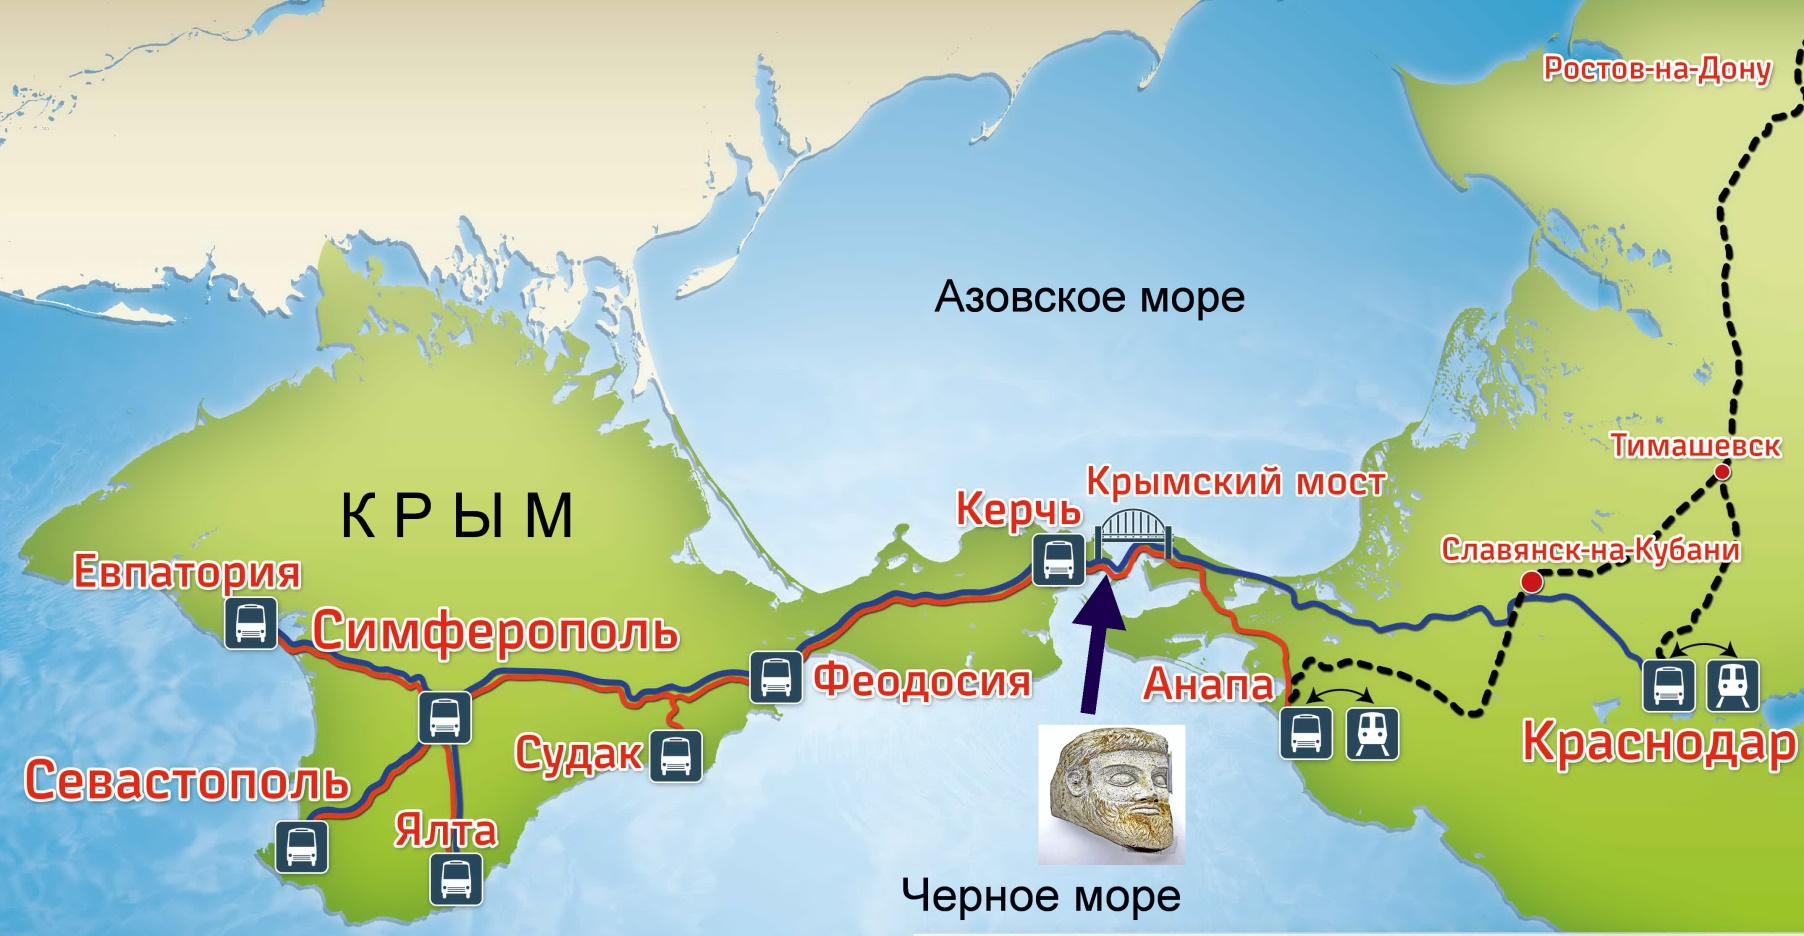 Ростов-на-Дону
Азовское море
Тимашевск
Крымский мост
Керчь
К Р Ы М
Славянск-на-Кубани
Евпатория
Симферополь
Феодосия
Анапа
Краснодар
Судак
Севастополь
Ялта
Черное море